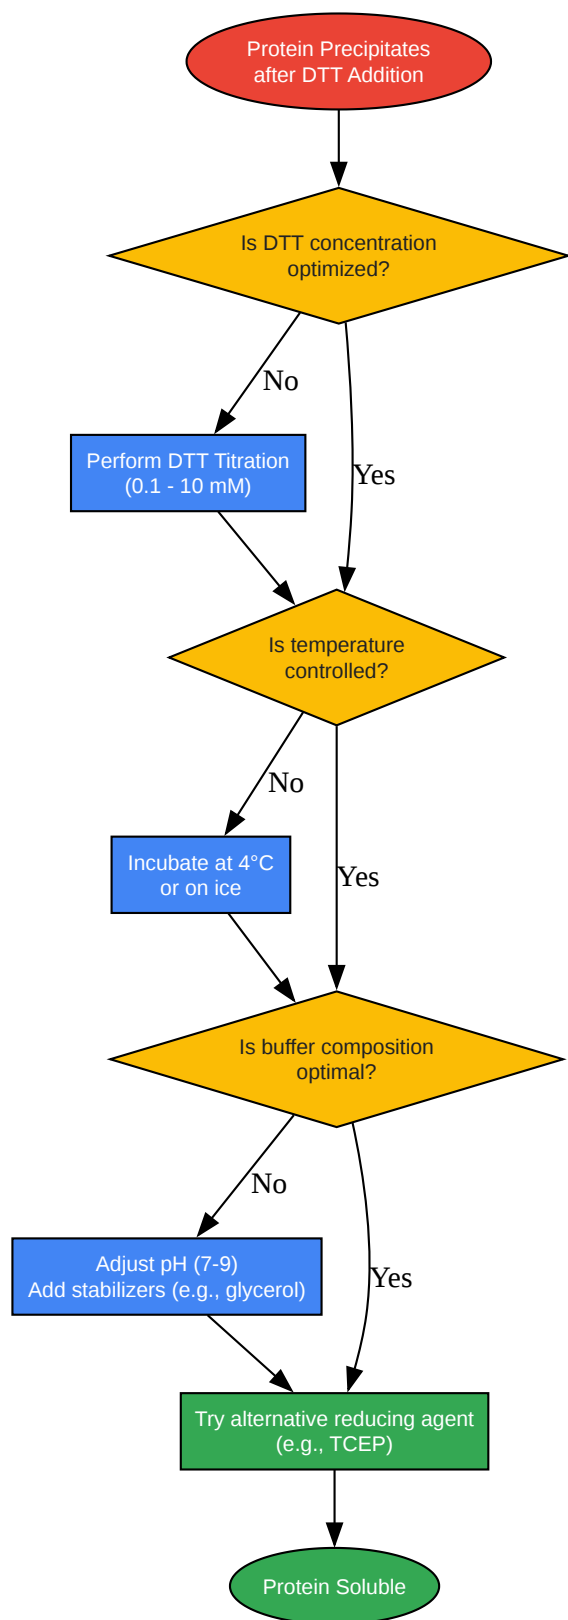 Protein Precipitates
after DTT Addition
Is DTT concentration
optimized?
No
Yes
Perform DTT Titration
(0.1 - 10 mM)
Is temperature
controlled?
No
Yes
Incubate at 4°C
or on ice
Is buffer composition
optimal?
No
Yes
Adjust pH (7-9)
Add stabilizers (e.g., glycerol)
Try alternative reducing agent
(e.g., TCEP)
Protein Soluble